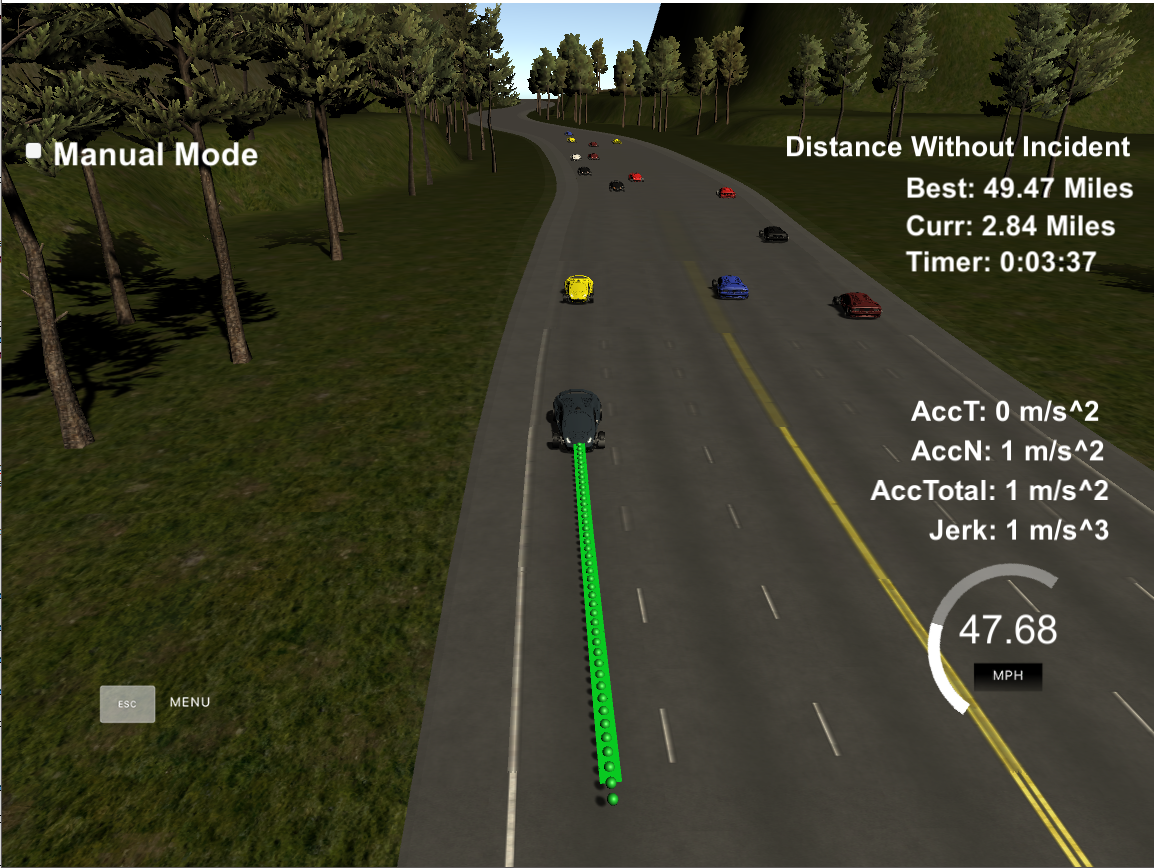 Manual Mode
Distance Without Incident
Best: 49.47 Miles
Curr: 2.84 Miles
Timer: 0:03:37
AccT: 0 m/s^2
AccN: 1 m/s^2
AccTotal: 1 m/s^2
Jerk: 1 m/s^3
47.68
MPH
ESC MENU